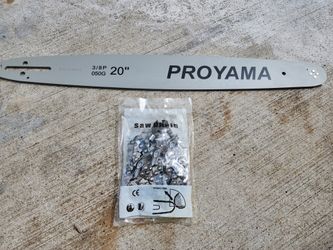 3/8P
050G 20"
PROYAMA
Saw Chain
CE